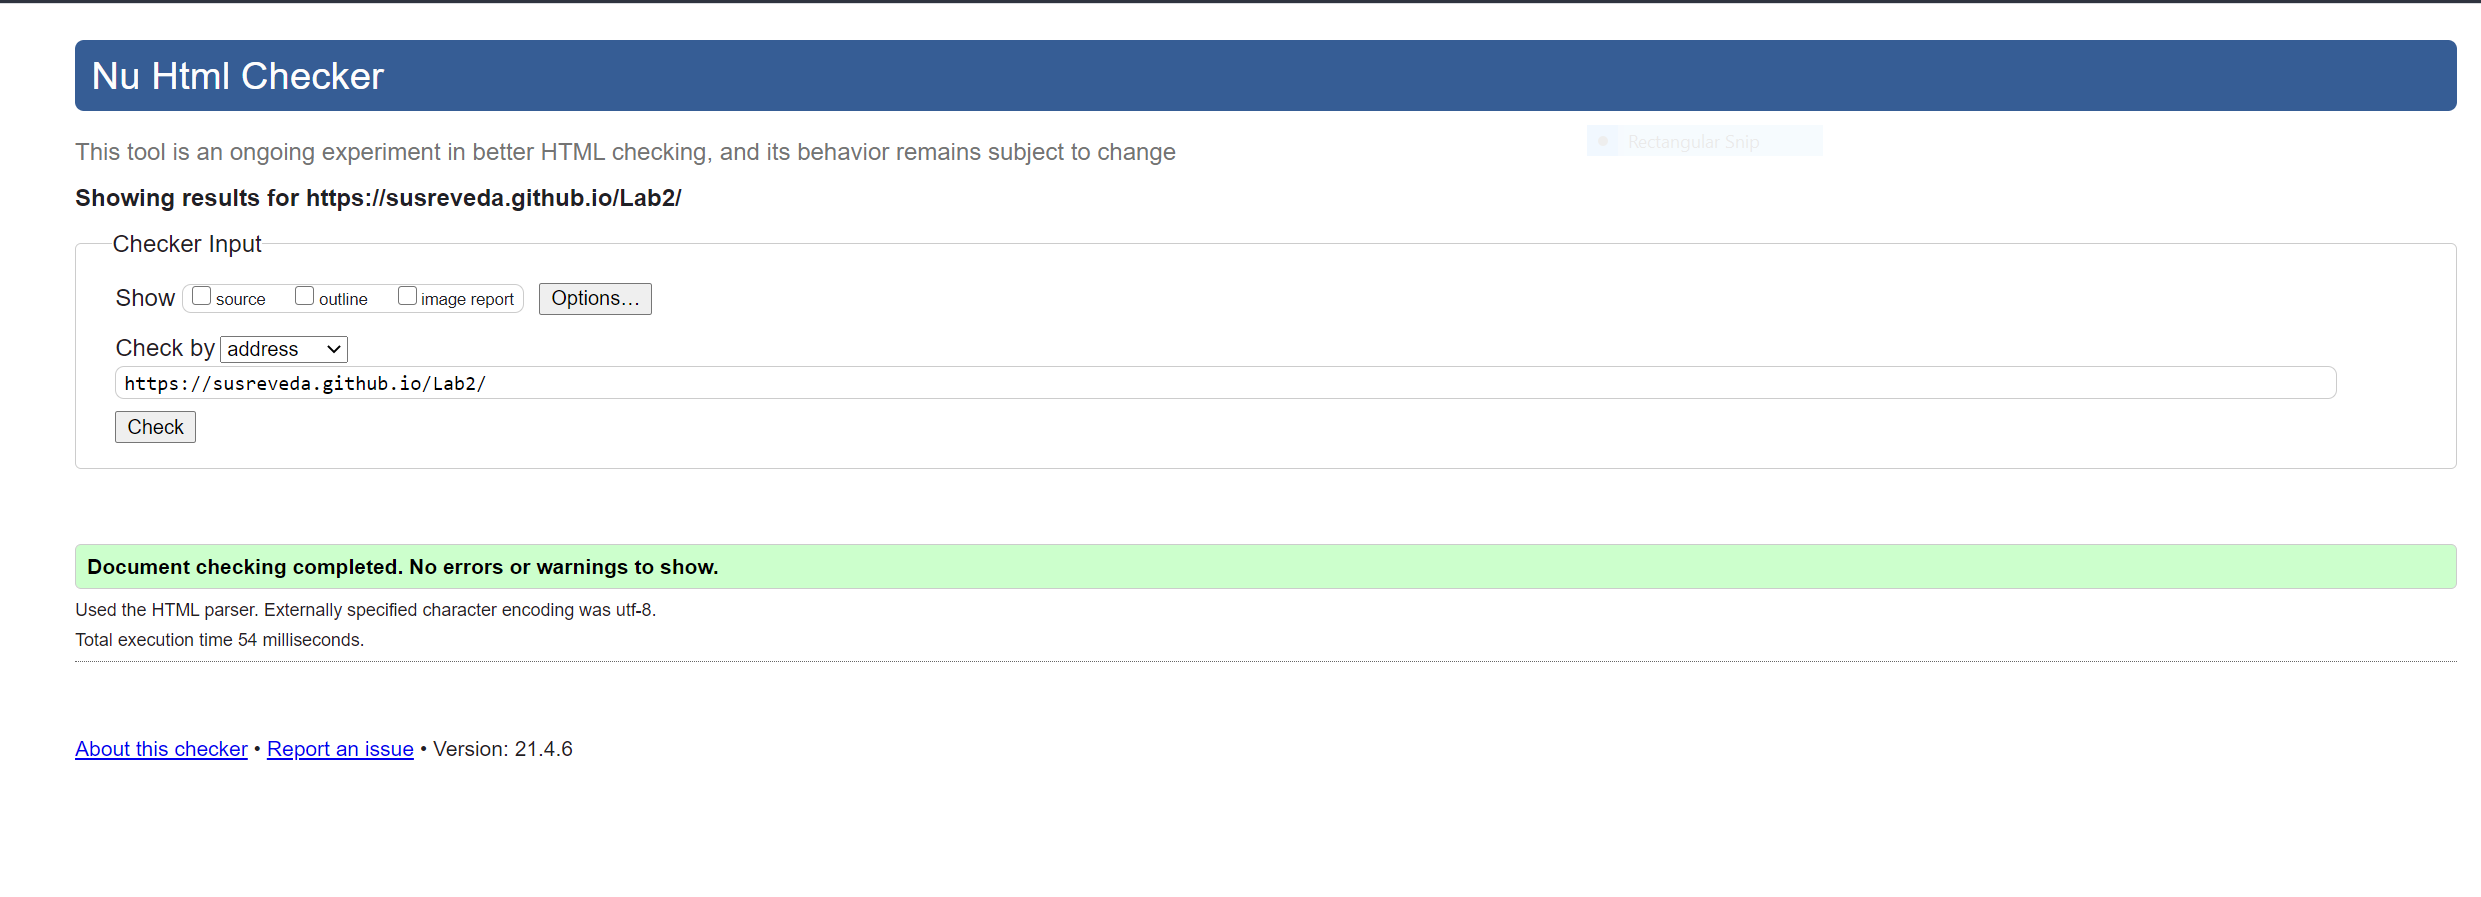 Nu Html Checker
Rectangular Snip
This tool is an ongoing experiment in better HTML checking, and its behavior remains subject to change
Showing results for https://susreveda.github.io/Lab2/
Checker Input
Show source outline image report Options...
Check by address
https://susreveda.github.io/Lab2/
Check
Document checking completed. No errors or warnings to show.
Used the HTML parser. Externally specified character encoding was utf-8.
Total execution time 54 milliseconds.
About this checker • Report an issue • Version: 21.4.6